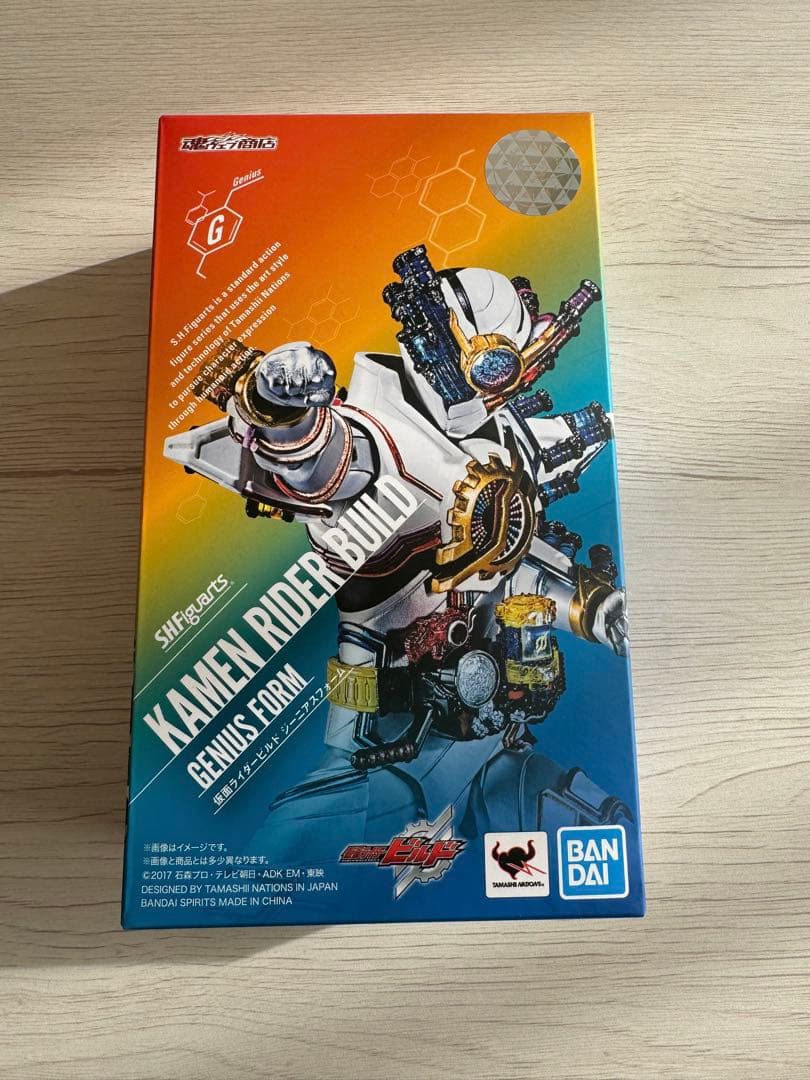 魂ウェブ商店
Genius
G
S.H.Figuarts is a standard action
figure series that uses the art style
and technology of Tamashii Nations
to pursue character expression
through humanoid action.
S.H.Figuarts
KAMEN RIDER BUILD
GENIUS FORM
仮面ライダービルド ジーニアスフォーム
仮面ライダービルド
※画像はイメージです。
※画像と商品とは多少異なります。
©2017 石森プロ・テレビ朝日・ADK EM・東映
DESIGNED BY TAMASHII NATIONS IN JAPAN
BANDAI SPIRITS MADE IN CHINA
TAMASHII NATIONS
BAN
DAI